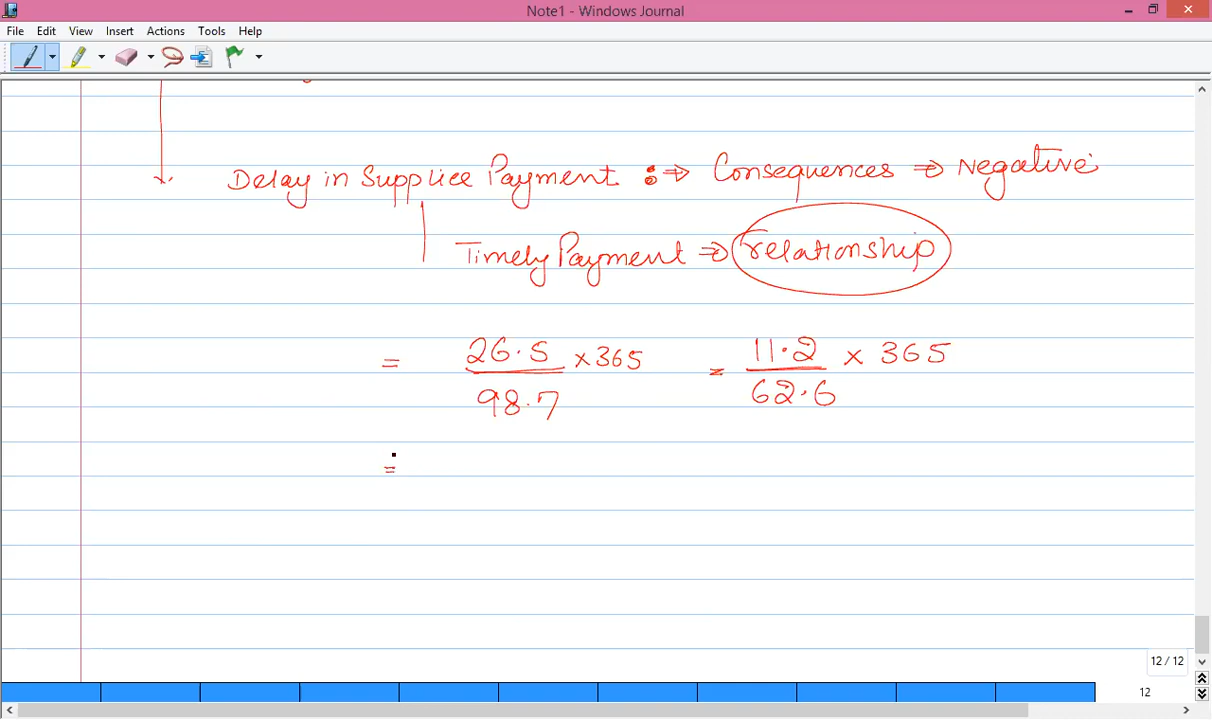 Note1 - Windows Journal
File Edit View Insert Actions Tools Help
Delay in Supplice Payment :⇒ Consequences ⇒ Negative
Timely Payment ⇒ relationship
= 26.5 × 365 = 11.2 × 365
98.7 62.6
=
12 / 12
12